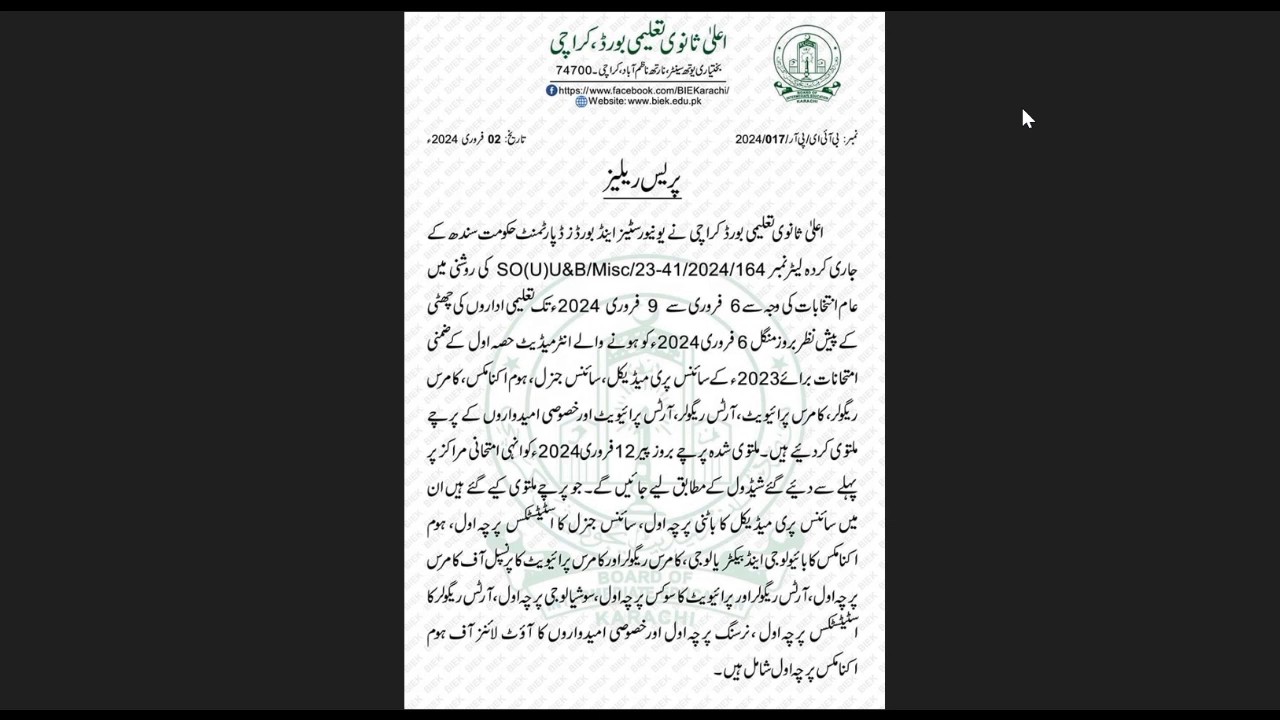 اعلیٰ ثانوی تعلیمی بورڈ، کراچی
بختیاری یوتھ سینٹر، نارتھ ناظم آباد، کراچی۔74700
https://www.facebook.com/BIEKarachi/
Website: www.biek.edu.pk
BOARD OF
INTERMEDIATE EDUCATION
KARACHI
نمبر: بی آئی ای/پی آر/017/2024
تاریخ: 02 فروری 2024ء
پریس ریلیز
اعلیٰ ثانوی تعلیمی بورڈ کراچی نے یونیورسٹیز اینڈ بورڈز ڈپارٹمنٹ حکومت سندھ کے
جاری کردہ لیٹر نمبر SO(U)U&B/Misc/23-41/2024/164 کی روشنی میں
عام انتخابات کی وجہ سے 6 فروری سے 9 فروری 2024ء تک تعلیمی اداروں کی چھٹی
کے پیش نظر بروز منگل 6 فروری 2024ء کو ہونے والے انٹرمیڈیٹ حصہ اول کے ضمنی
امتحانات برائے 2023ء کے سائنس پری میڈیکل، سائنس جنرل، ہوم اکنامکس، کامرس
ریگولر، کامرس پرائیویٹ، آرٹس ریگولر، آرٹس پرائیویٹ اور خصوصی امیدواروں کے پرچے
ملتوی کردیئے ہیں۔ ملتوی شدہ پرچے بروز پیر 12 فروری 2024ء کو انہی امتحانی مراکز پر
پہلے سے دیئے گئے شیڈول کے مطابق لیے جائیں گے۔ جو پرچے ملتوی کیے گئے ہیں ان
میں سائنس پری میڈیکل کا باٹنی پرچہ اول، سائنس جنرل کا اسٹیٹسٹکس پرچہ اول، ہوم
اکنامکس کا بائیولوجی اینڈ بیکٹریالوجی، کامرس ریگولر اور کامرس پرائیویٹ کا پرنسپل آف کامرس
پرچہ اول، آرٹس ریگولر اور پرائیویٹ کا سوکس پرچہ اول، سوشیالوجی پرچہ اول، آرٹس ریگولر کا
اسٹیٹسٹکس پرچہ اول، نرسنگ پرچہ اول اور خصوصی امیدواروں کا آؤٹ لائنز آف ہوم
اکنامکس پرچہ اول شامل ہیں۔